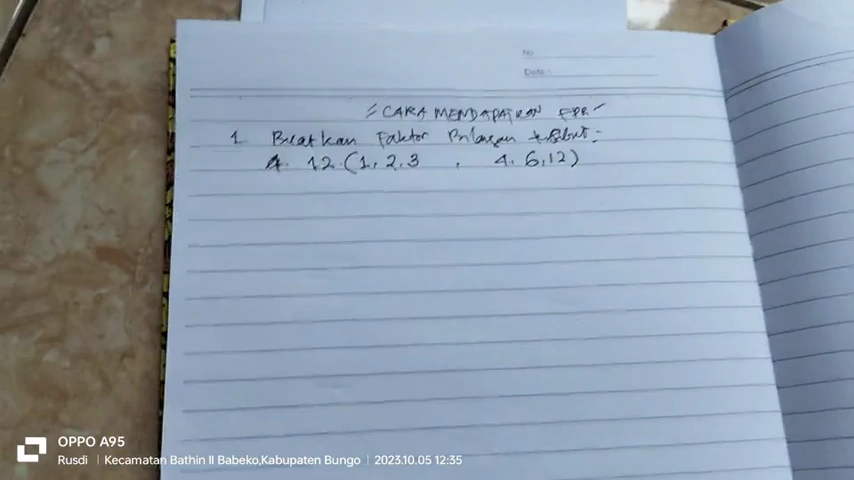 No
Date :
// CARA MENDAPATKAN FPB //
1 Buatkan Faktor Bilangan tersebut :
A. 12 (1, 2, 3 , 4, 6, 12)
OPPO A95
Rusdi | Kecamatan Bathin II Babeko,Kabupaten Bungo | 2023.10.05 12:35